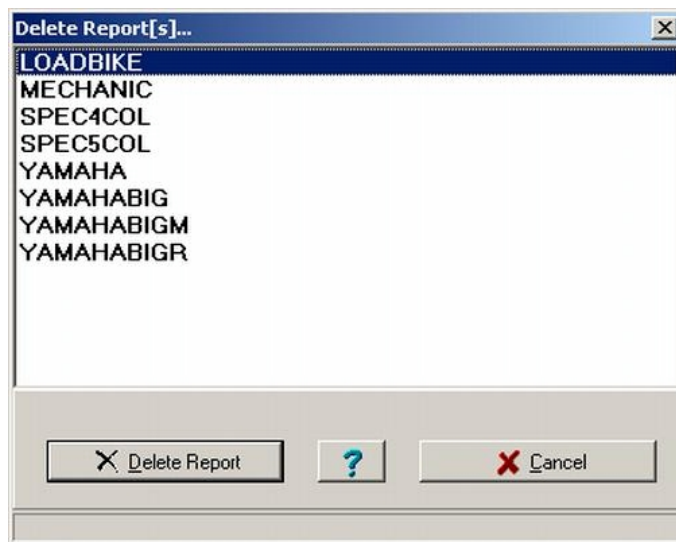 Delete Report[s]...
LOADBIKE
MECHANIC
SPEC4COL
SPEC5COL
YAMAHA
YAMAHABIG
YAMAHABIGM
YAMAHABIGR
Delete Report ? Cancel